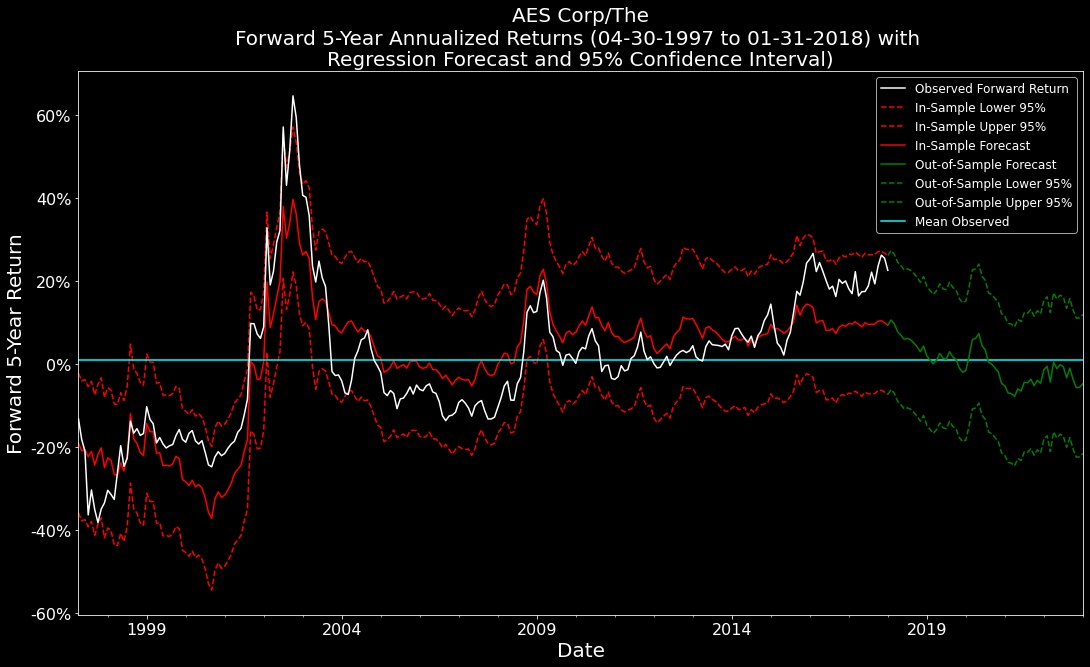 AES Corp/The
Forward 5-Year Annualized Returns (04-30-1997 to 01-31-2018) with
Regression Forecast and 95% Confidence Interval)
Observed Forward Return
In-Sample Lower 95%
In-Sample Upper 95%
In-Sample Forecast
Out-of-Sample Forecast
Out-of-Sample Lower 95%
Out-of-Sample Upper 95%
Mean Observed
Forward 5-Year Return
60%
40%
20%
0%
-20%
-40%
-60%
1999
2004
2009
2014
2019
Date